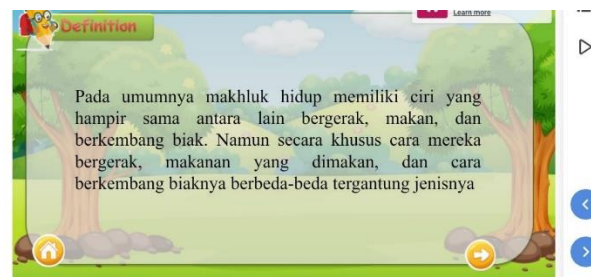 Learn more
Definition
Pada umumnya makhluk hidup memiliki ciri yang
hampir sama antara lain bergerak, makan, dan
berkembang biak. Namun secara khusus cara mereka
bergerak, makanan yang dimakan, dan cara
berkembang biaknya berbeda-beda tergantung jenisnya